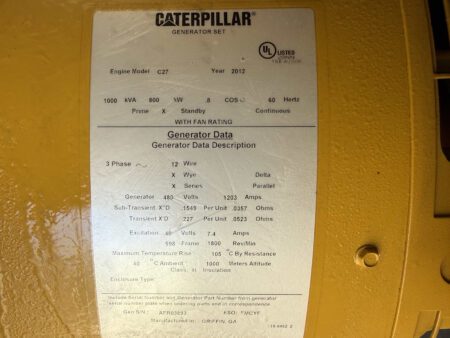 CATERPILLAR®
GENERATOR SET
UL LISTED
Engine Model C27 Year 2012
1000 kVA 800 kW .8 COS 60 Hertz
Prime X Standby Continuous
WITH FAN RATING
Generator Data
Generator Data Description
3 Phase 12 Wire
X Wye Delta
X Series Parallel
Generator 480 Volts 1203 Amps
Sub-Transient X"D .1549 Per Unit .0357 Ohms
Transient X'D .227 Per Unit .0523 Ohms
Excitation Volts 7.4 Amps
598 Frame 1800 Rev/Min
Maximum Temperature Rise 105 °C By Resistance
40 °C Ambient 1000 Meters Altitude
Class: H Insulation
Enclosure Type:
Include Serial Number and Generator Part Number from generator
serial number plate when ordering parts and in correspondence
Gen S/N: ESO:
Manufactured in: GRIFFIN, GA